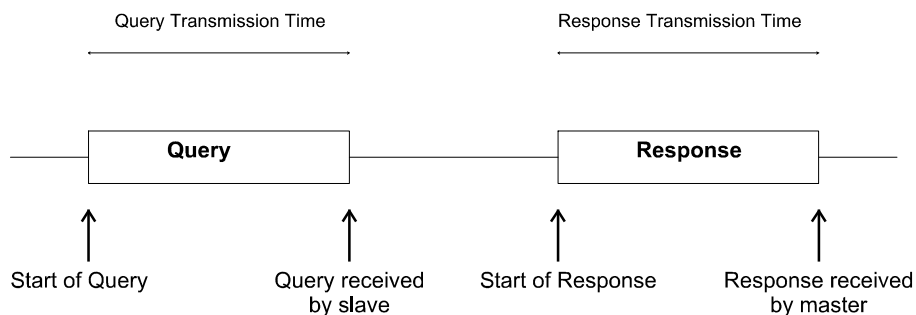 Query Transmission Time
Response Transmission Time
Query
Response
Start of Query
Query received
by slave
Start of Response
Response received
by master